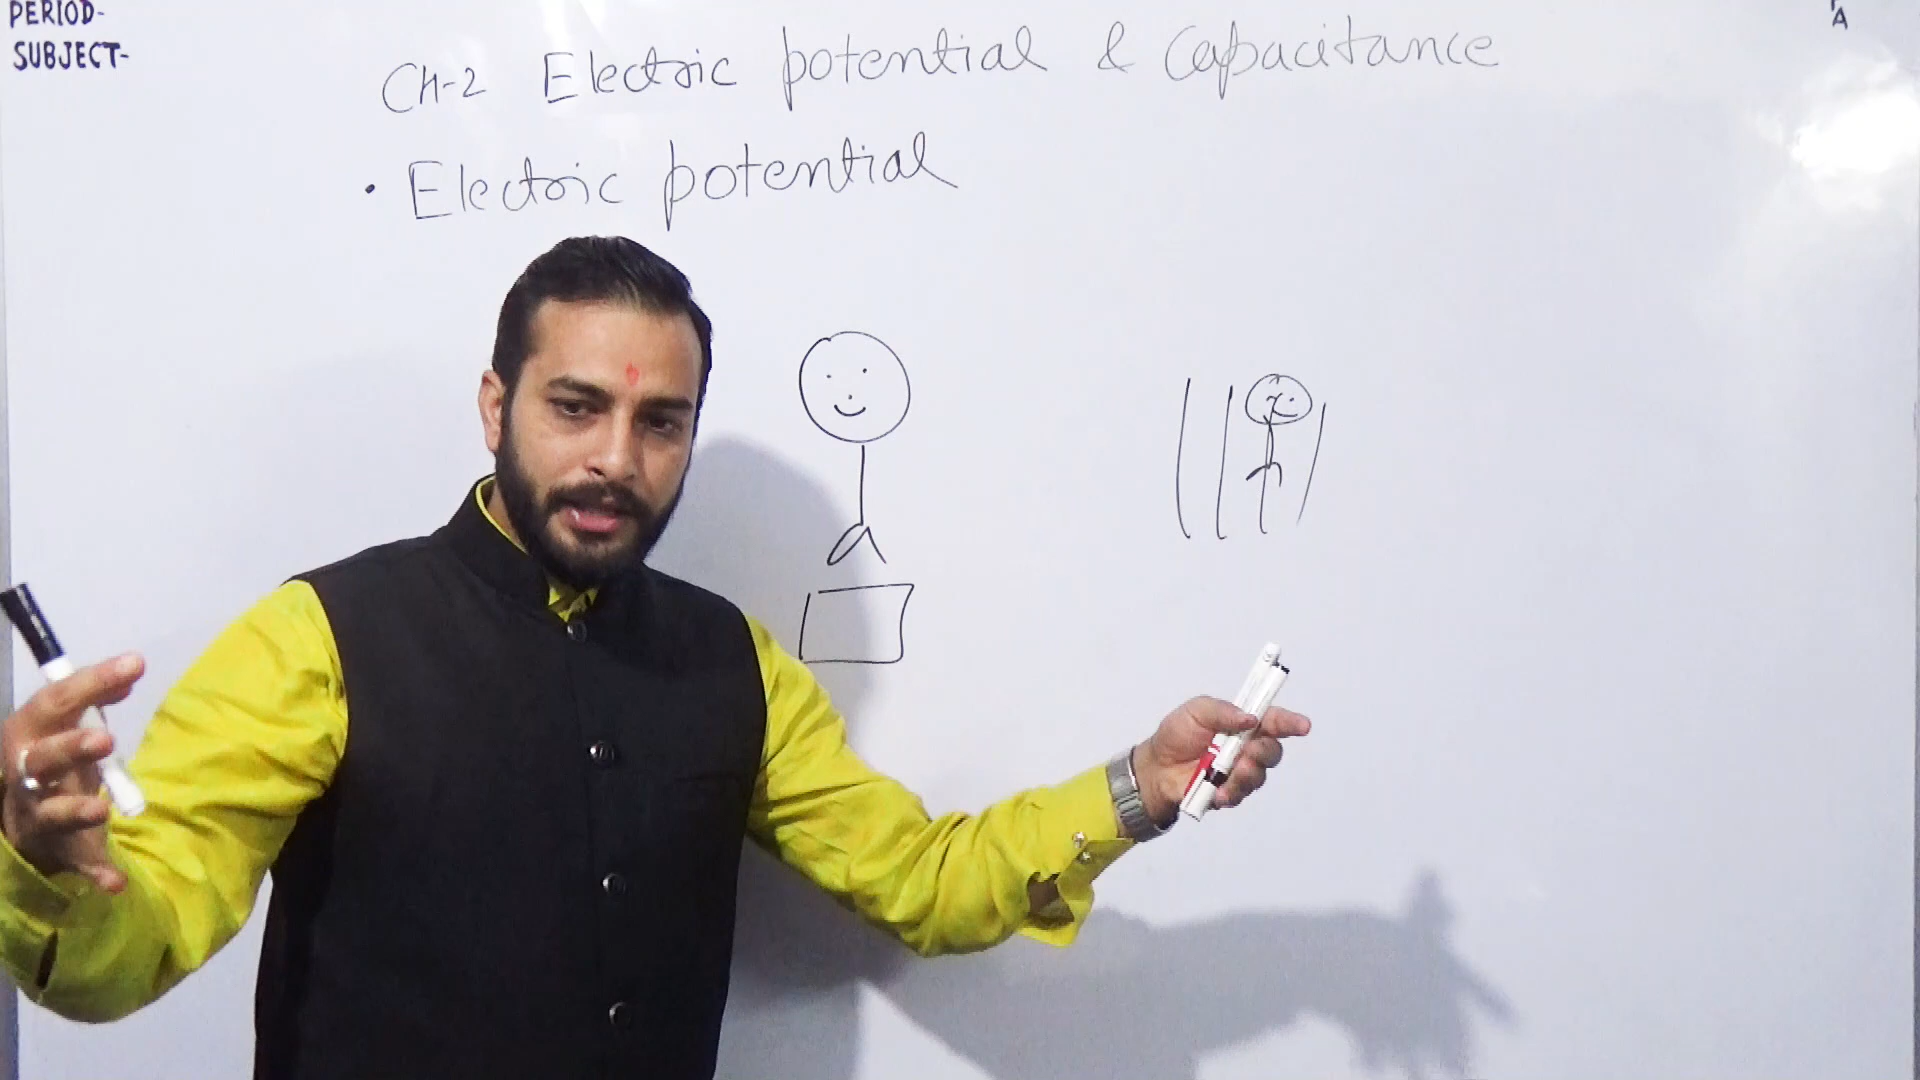 PERIOD-
SUBJECT-
Ch-2 Electric potential & Capacitance
• Electric potential